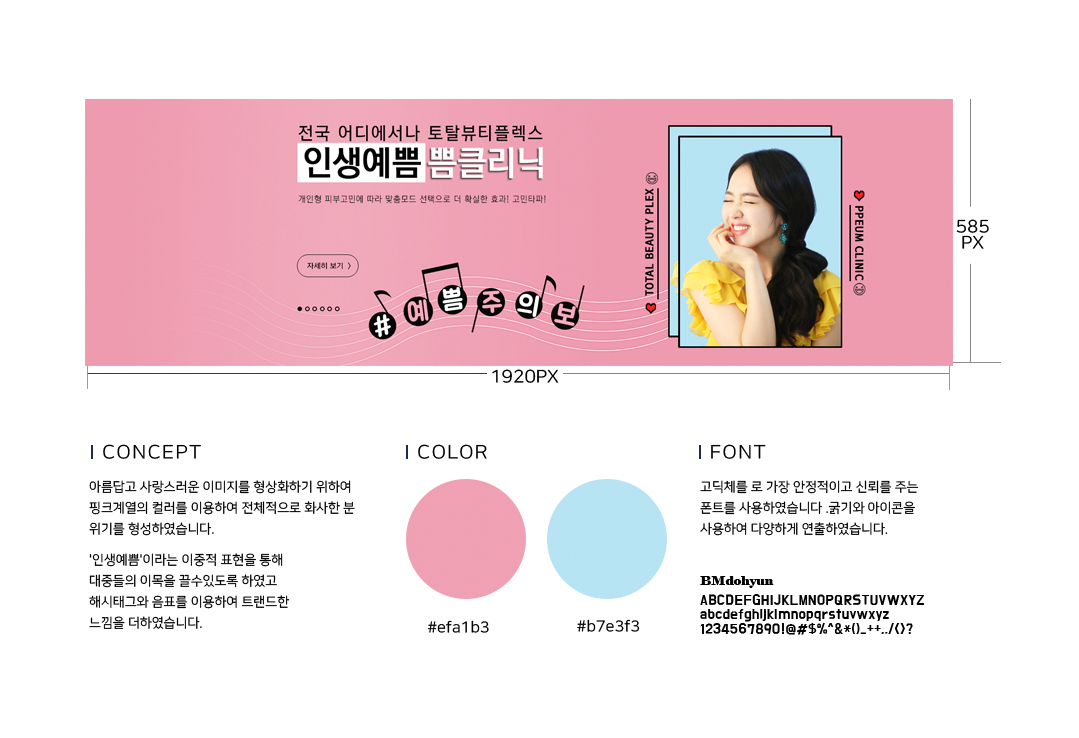 전국 어디에서나 토탈뷰티플렉스
인생예쁨 쁨클리닉
개인형 피부고민에 따라 맞춤모드 선택으로 더 확실한 효과! 고민타파!
자세히 보기 〉
#예쁨주의보
TOTAL BEAUTY PLEX
PPEUM CLINIC
585
PX
1920PX
CONCEPT
아름답고 사랑스러운 이미지를 형상화하기 위하여
핑크계열의 컬러를 이용하여 전체적으로 화사한 분
위기를 형성하였습니다.
'인생예쁨'이라는 이중적 표현을 통해
대중들의 이목을 끌수있도록 하였고
해시태그와 음표를 이용하여 트랜드한
느낌을 더하였습니다.
COLOR
#efa1b3
#b7e3f3
FONT
고딕체를 로 가장 안정적이고 신뢰를 주는
폰트를 사용하였습니다 .굵기와 아이콘을
사용하여 다양하게 연출하였습니다.
BMdohyun
ABCDEFGHIJKLMNOPQRSTUVWXYZ
abcdefghijklmnopqrstuvwxyz
1234567890!@#$%^&*()_++../<>?